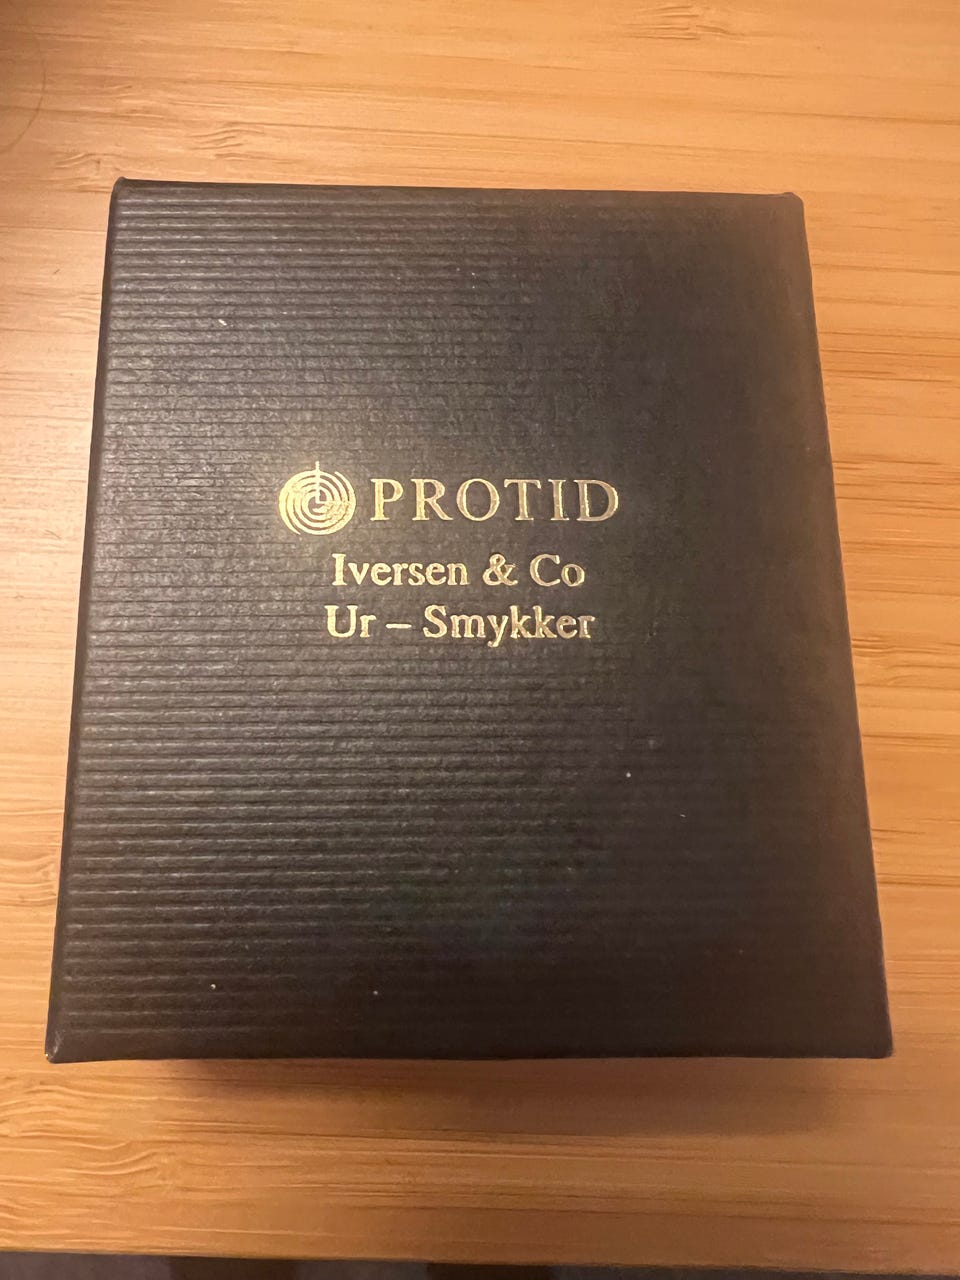 PROTID
Iversen & Co
Ur – Smykker